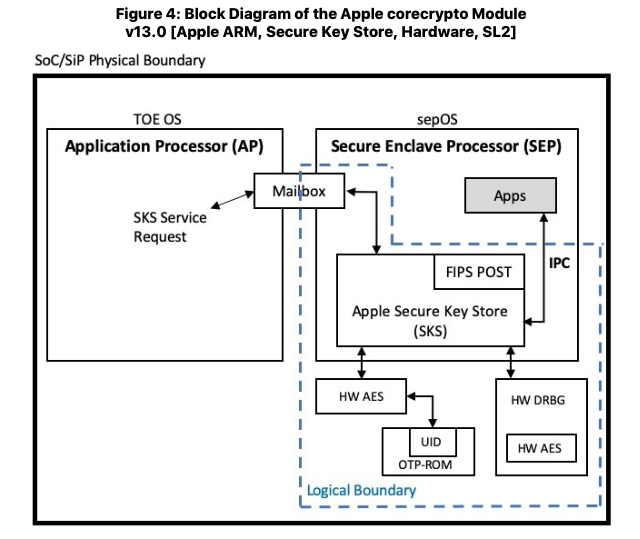 Figure 4: Block Diagram of the Apple corecrypto Module
v13.0 [Apple ARM, Secure Key Store, Hardware, SL2]
SoC/SiP Physical Boundary
TOE OS
sepOS
Application Processor (AP)
Secure Enclave Processor (SEP)
Mailbox
Apps
SKS Service
Request
IPC
FIPS POST
Apple Secure Key Store
(SKS)
HW AES
HW DRBG
UID
OTP-ROM
HW AES
Logical Boundary